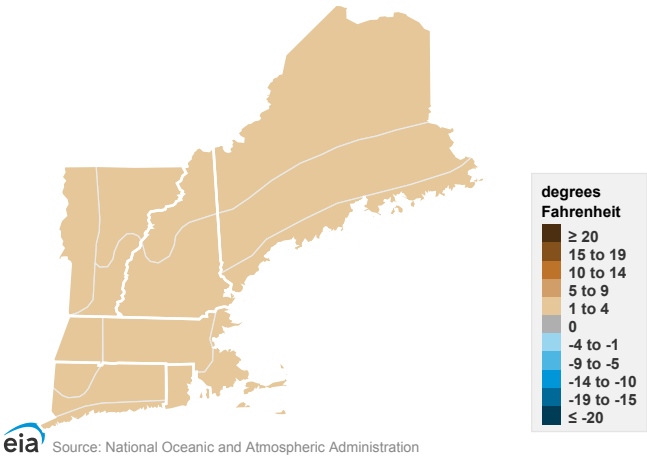 degrees
Fahrenheit
≥ 20
15 to 19
10 to 14
5 to 9
1 to 4
0
-4 to -1
-9 to -5
-14 to -10
-19 to -15
≤ -20
eia Source: National Oceanic and Atmospheric Administration